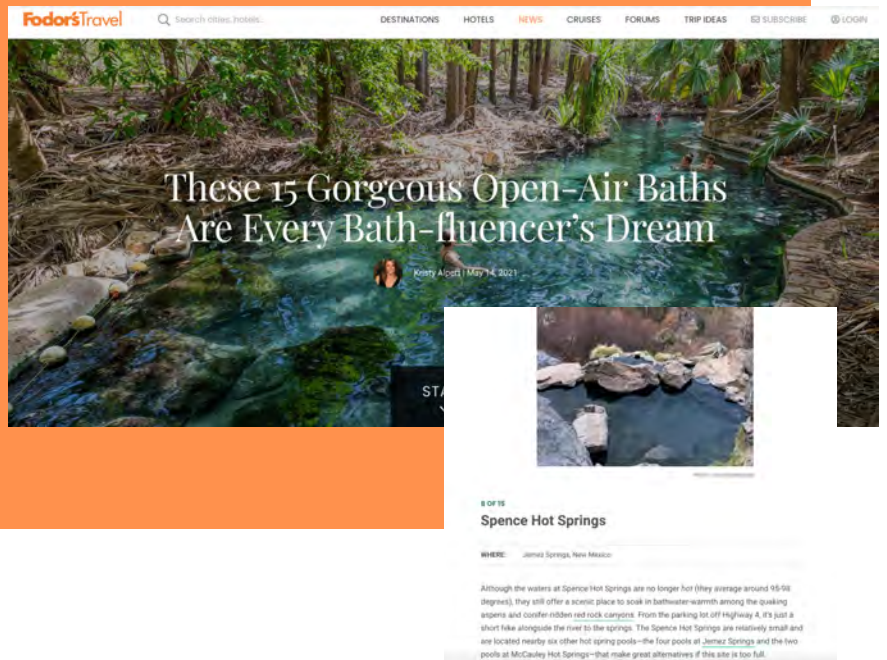 Fodor's Travel
Search cities, hotels...
DESTINATIONS
HOTELS
NEWS
CRUISES
FORUMS
TRIP IDEAS
SUBSCRIBE
LOGIN
These 15 Gorgeous Open-Air Baths
Are Every Bath-fluencer's Dream
Kristy Alpert | May 14, 2021
STA
8 OF 15
Spence Hot Springs
WHERE: Jemez Springs, New Mexico
Although the waters at Spence Hot Springs are no longer hot (they average around 95-98
degrees), they still offer a scenic place to soak in bathwater-warmth among the quaking
aspens and conifer-ridden red rock canyons. From the parking lot off Highway 4, it's just a
short hike alongside the river to the springs. The Spence Hot Springs are relatively small and
are located nearby six other hot spring pools—the four pools at Jemez Springs and the two
pools at McCauley Hot Springs—that make great alternatives if this site is too full.